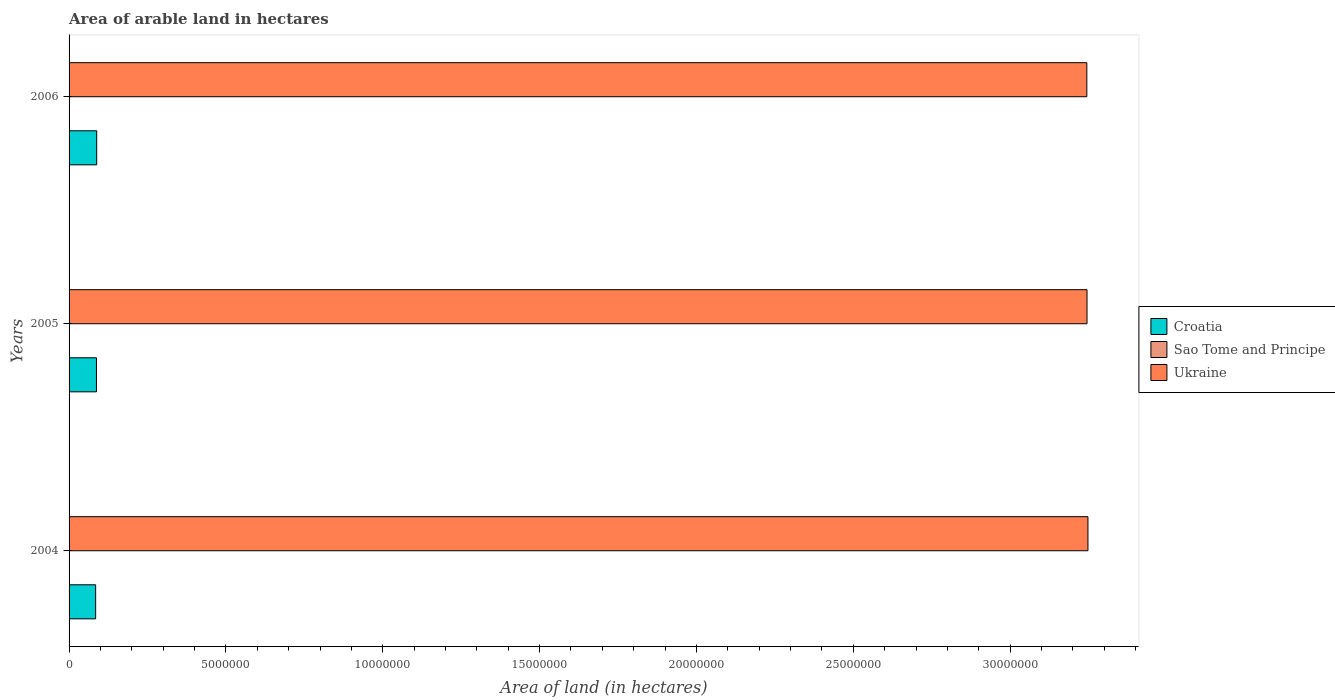 Area of arable land in hectares
2006
2005
2004
Years
0
5000000
10000000
15000000
20000000
25000000
30000000
Area of land (in hectares)
Croatia
Sao Tome and Principe
Ukraine